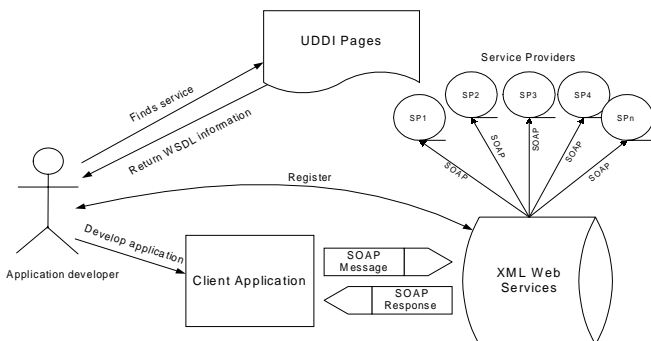 UDDI Pages
Service Providers
SP1
SP2
SP3
SP4
SPn
Finds service
Return WSDL information
SOAP
SOAP
SOAP
SOAP
SOAP
Register
Application developer
Develop application
Client Application
SOAP
Message
SOAP
Response
XML Web
Services